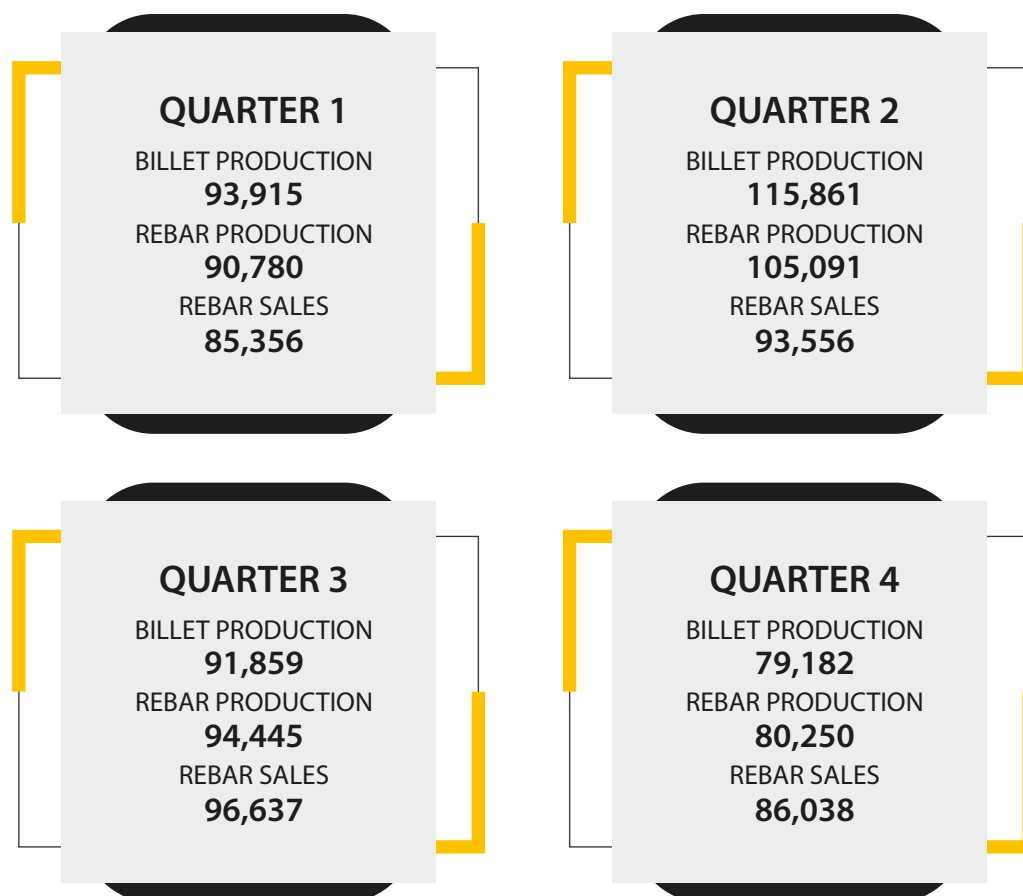 QUARTER 1
BILLET PRODUCTION
93,915
REBAR PRODUCTION
90,780
REBAR SALES
85,356
QUARTER 2
BILLET PRODUCTION
115,861
REBAR PRODUCTION
105,091
REBAR SALES
93,556
QUARTER 3
BILLET PRODUCTION
91,859
REBAR PRODUCTION
94,445
REBAR SALES
96,637
QUARTER 4
BILLET PRODUCTION
79,182
REBAR PRODUCTION
80,250
REBAR SALES
86,038